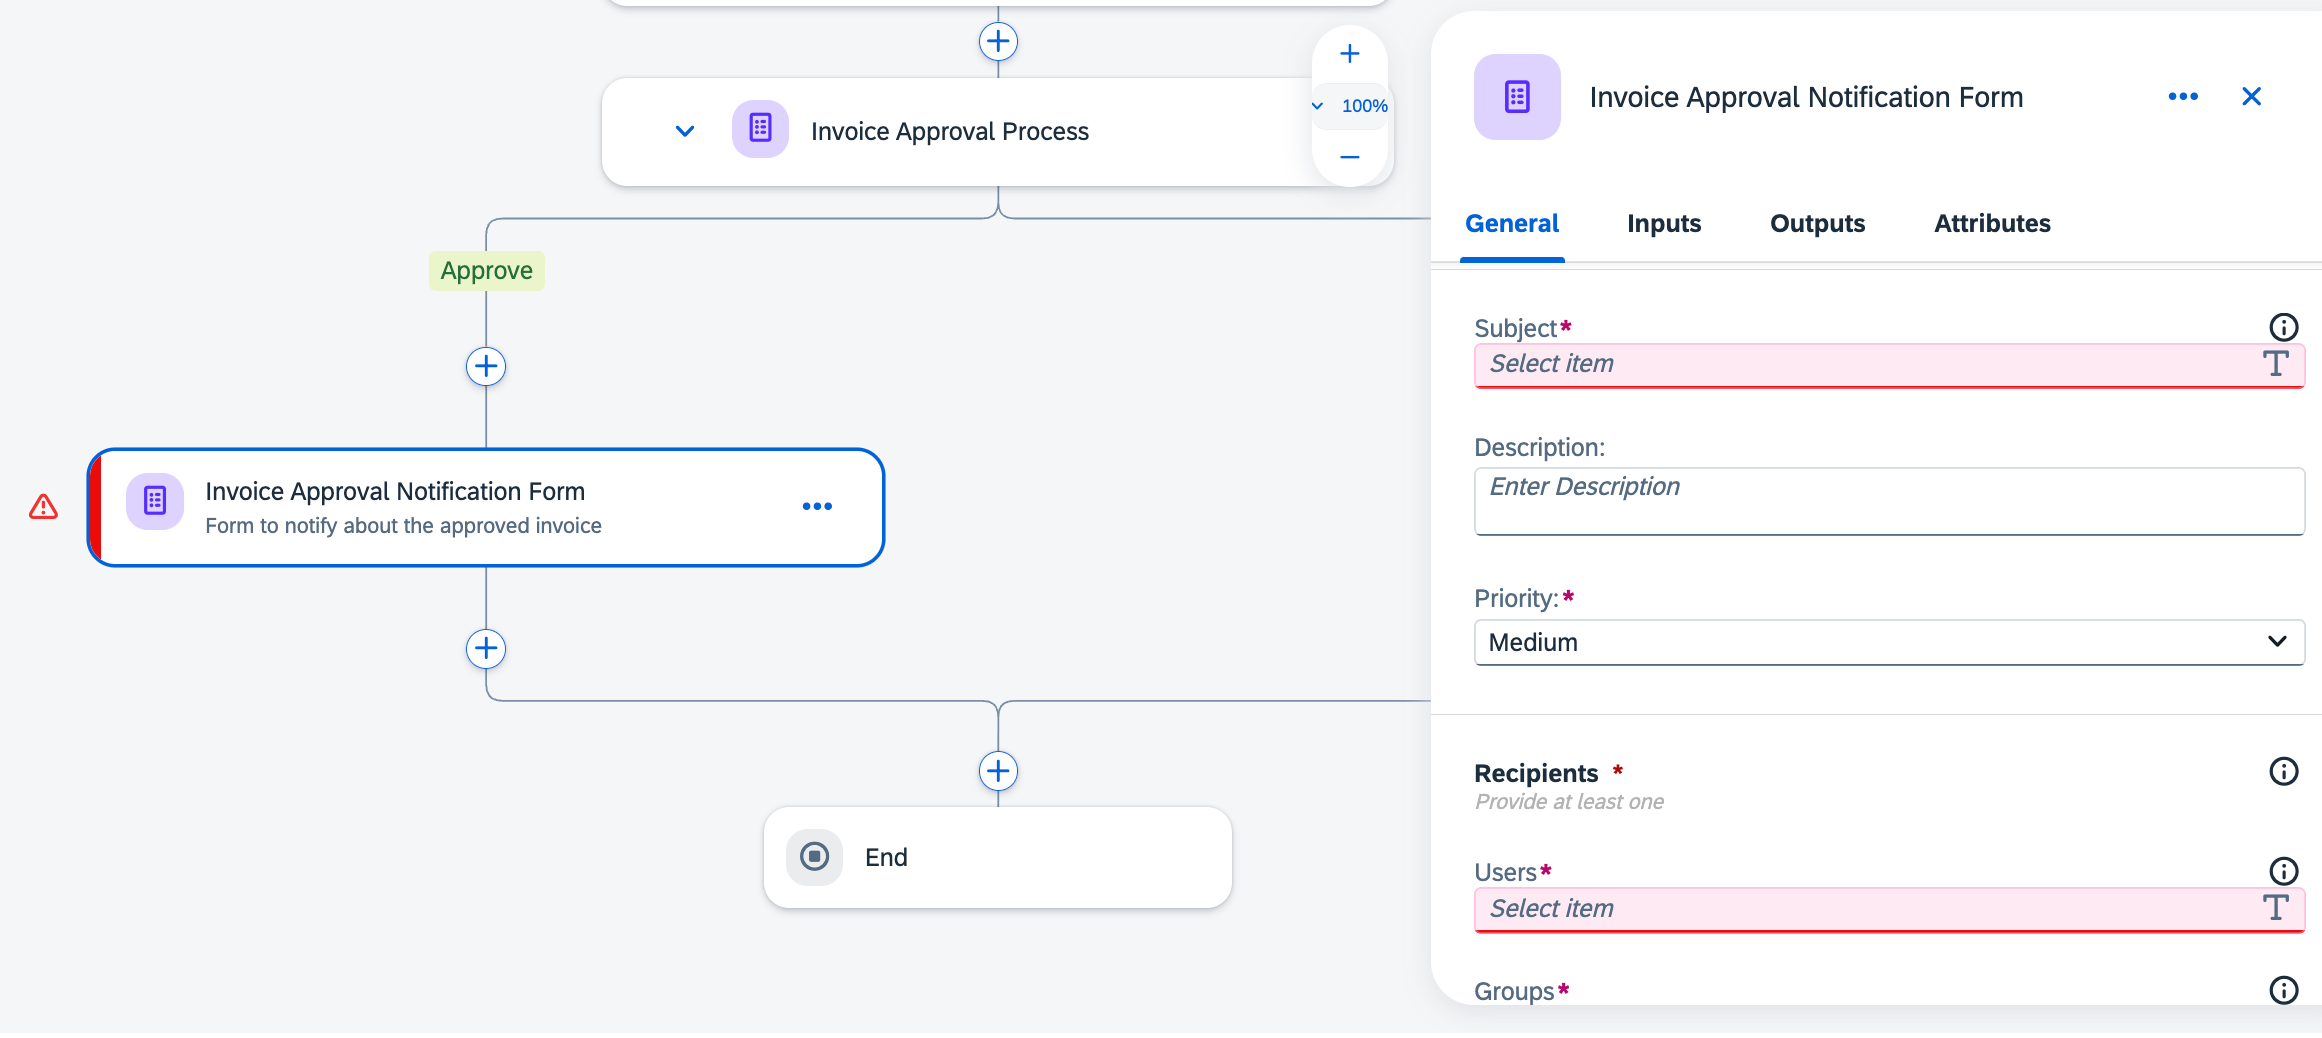 Invoice Approval Process
100%
Approve
Invoice Approval Notification Form
Form to notify about the approved invoice
End
Invoice Approval Notification Form
General Inputs Outputs Attributes
Subject*
Select item
Description:
Enter Description
Priority:*
Medium
Recipients *
Provide at least one
Users*
Select item
Groups*